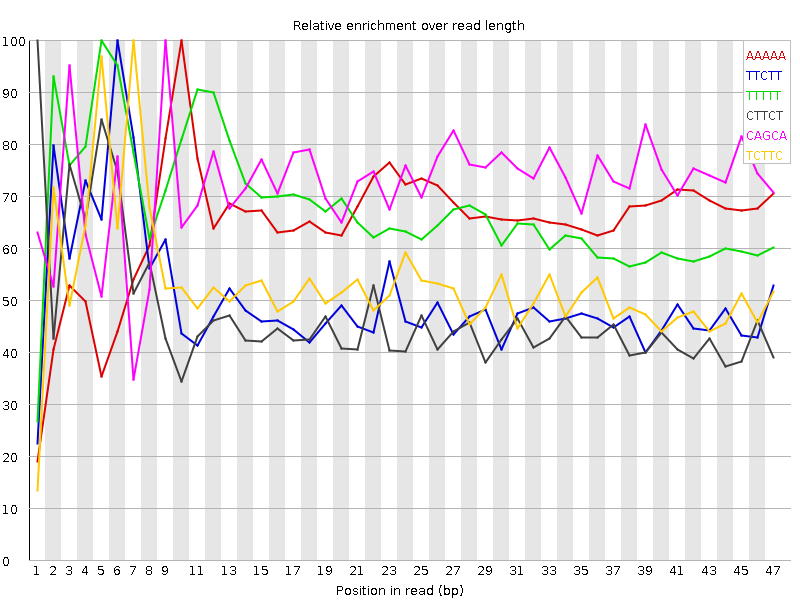 Relative enrichment over read length
100
90
80
70
60
50
40
30
20
10
0
AAAAA
TTCTT
TTTTT
CTTCT
CAGCA
TCTTC
1 2 3 4 5 6 7 8 9 11 13 15 17 19 21 23 25 27 29 31 33 35 37 39 41 43 45 47
Position in read (bp)